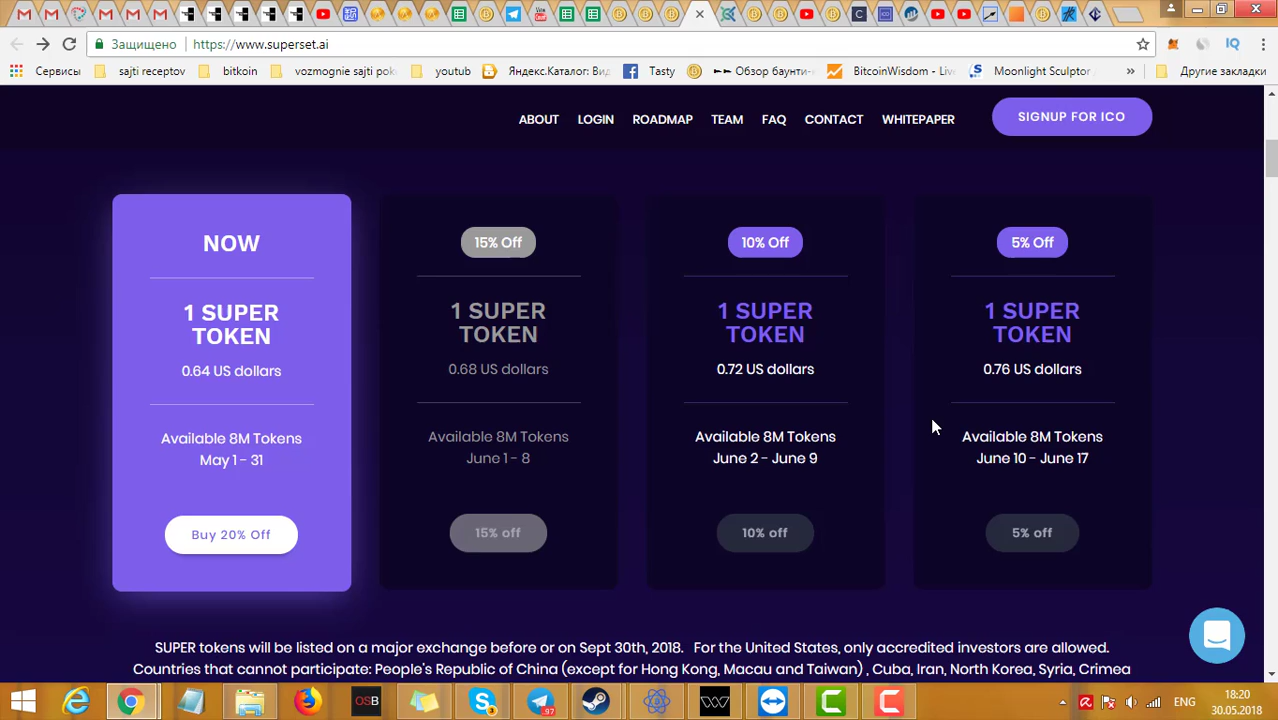 Защищено
https://www.superset.ai
Сервисы
sajti receptov
bitkoin
vozmognie sajti pok
youtube
Яндекс.Каталог: Вид
Tasty
Обзор баунти-
BitcoinWisdom - Liv
Moonlight Sculptor
»
Другие закладки
ABOUT LOGIN ROADMAP TEAM FAQ CONTACT WHITEPAPER
SIGNUP FOR ICO
NOW
1 SUPER
TOKEN
0.64 US dollars
Available 8M Tokens
May 1 - 31
Buy 20% Off
15% Off
1 SUPER
TOKEN
0.68 US dollars
Available 8M Tokens
June 1 - 8
15% off
10% Off
1 SUPER
TOKEN
0.72 US dollars
Available 8M Tokens
June 2 - June 9
10% off
5% Off
1 SUPER
TOKEN
0.76 US dollars
Available 8M Tokens
June 10 - June 17
5% off
SUPER tokens will be listed on a major exchange before or on Sept 30th, 2018. For the United States, only accredited investors are allowed.
Countries that cannot participate: People's Republic of China (except for Hong Kong, Macau and Taiwan) , Cuba, Iran, North Korea, Syria, Crimea
OSB
97
ENG
18:20
30.05.2018